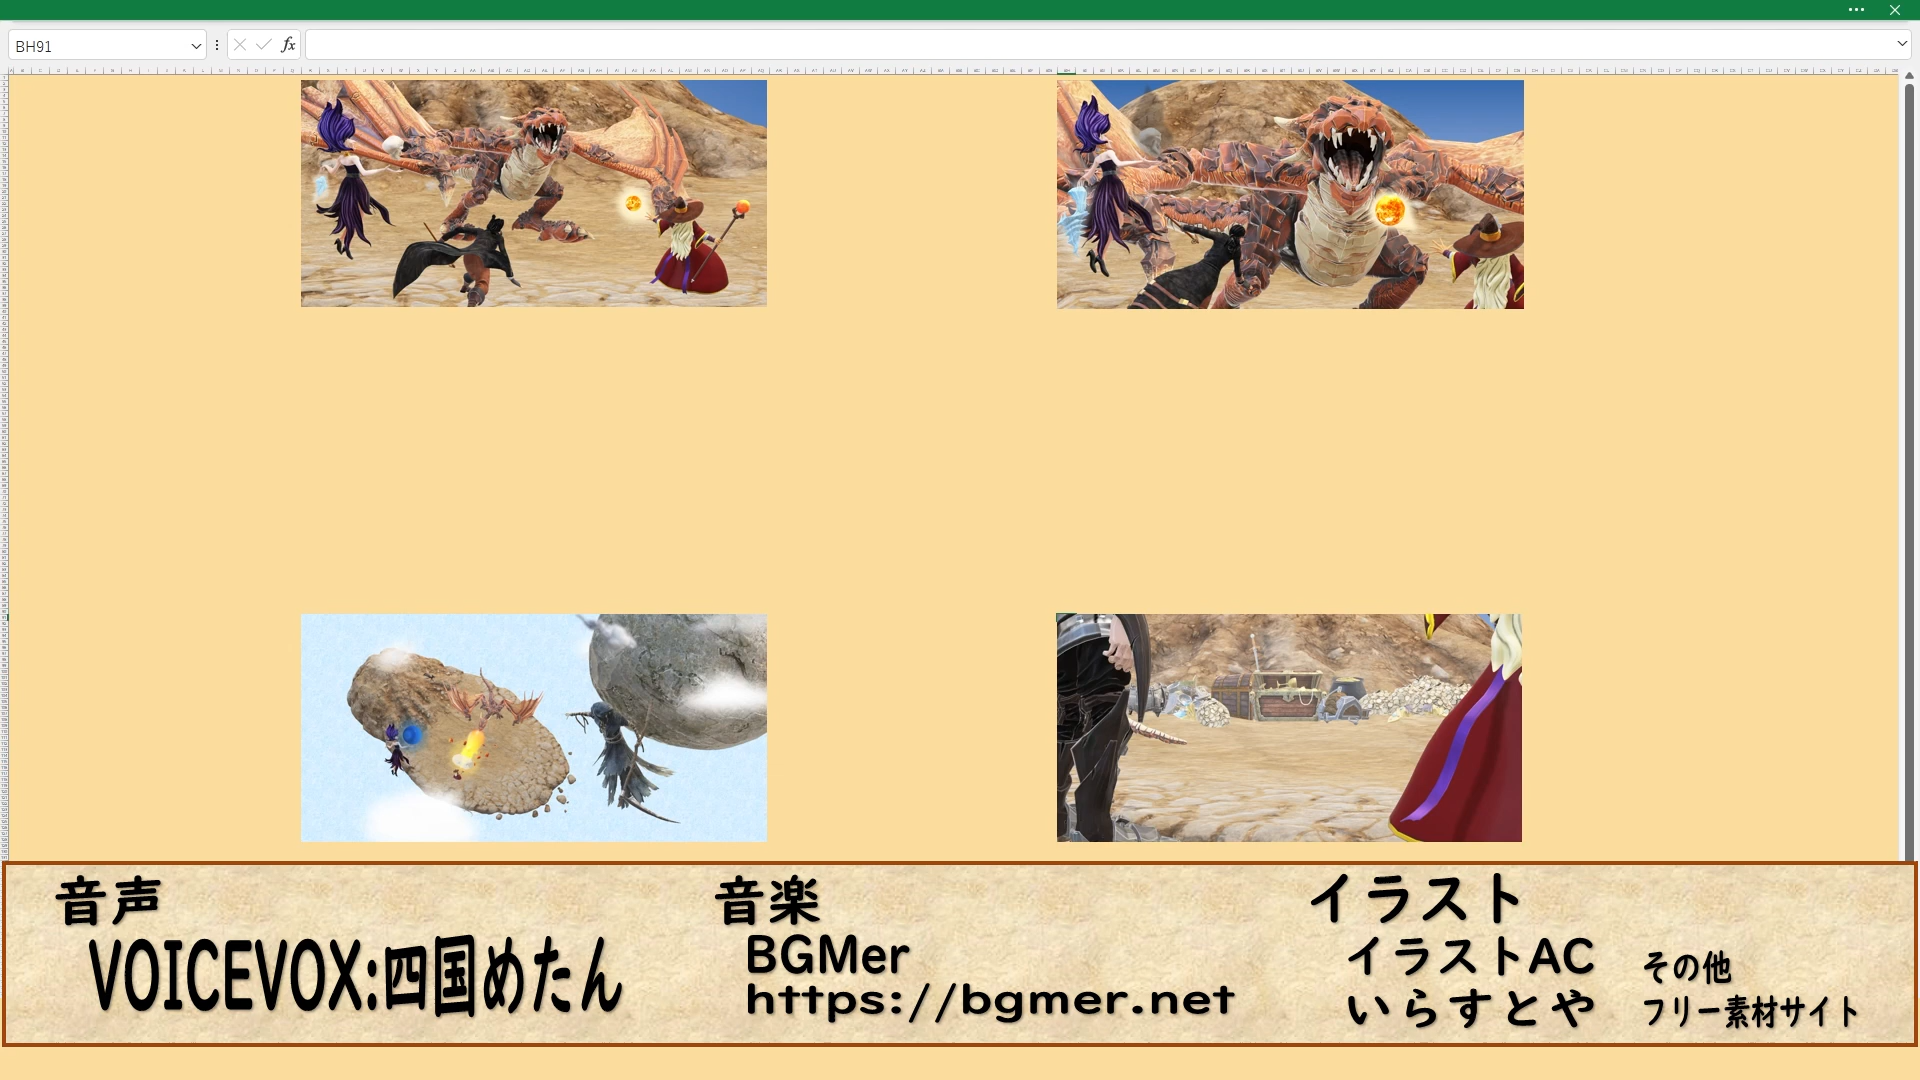 BH91
fx
音声
VOICEVOX:四国めたん
音楽
BGMer
https://bgmer.net
イラスト
イラストAC
いらすとや
その他
フリー素材サイト